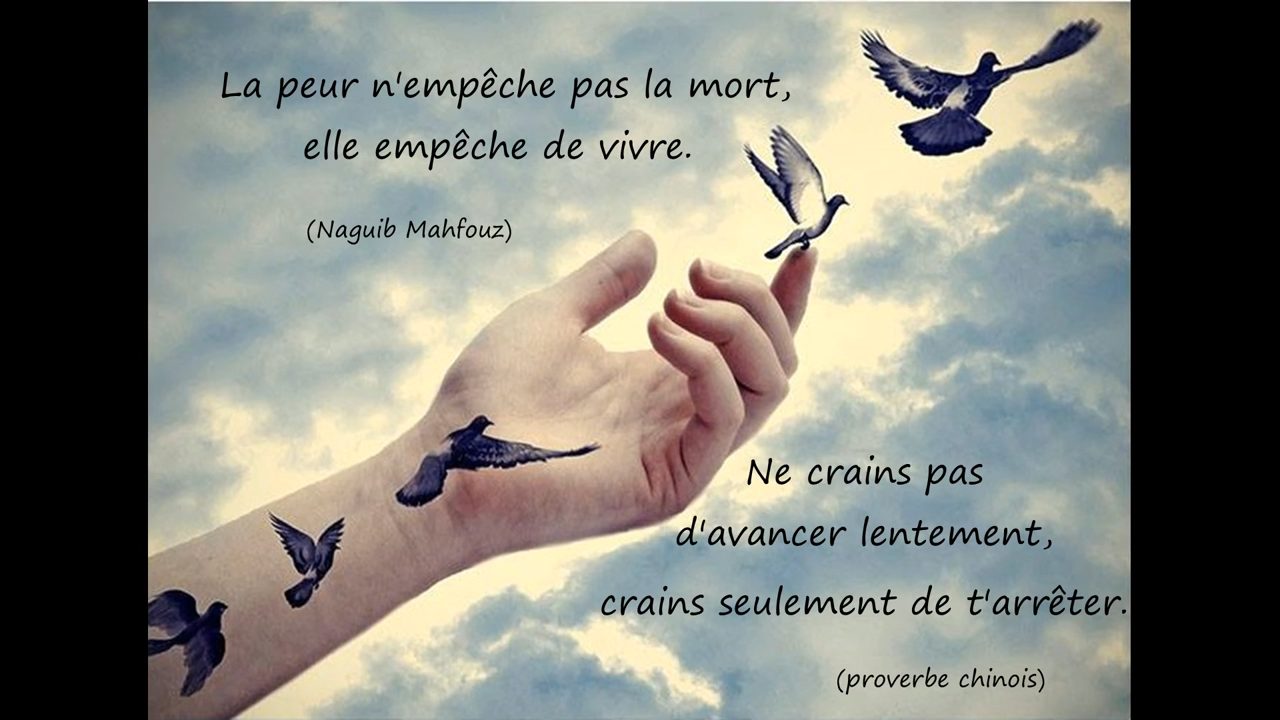 La peur n'empêche pas la mort,
elle empêche de vivre.
(Naguib Mahfouz)
Ne crains pas
d'avancer lentement,
crains seulement de t'arrêter.
(proverbe chinois)